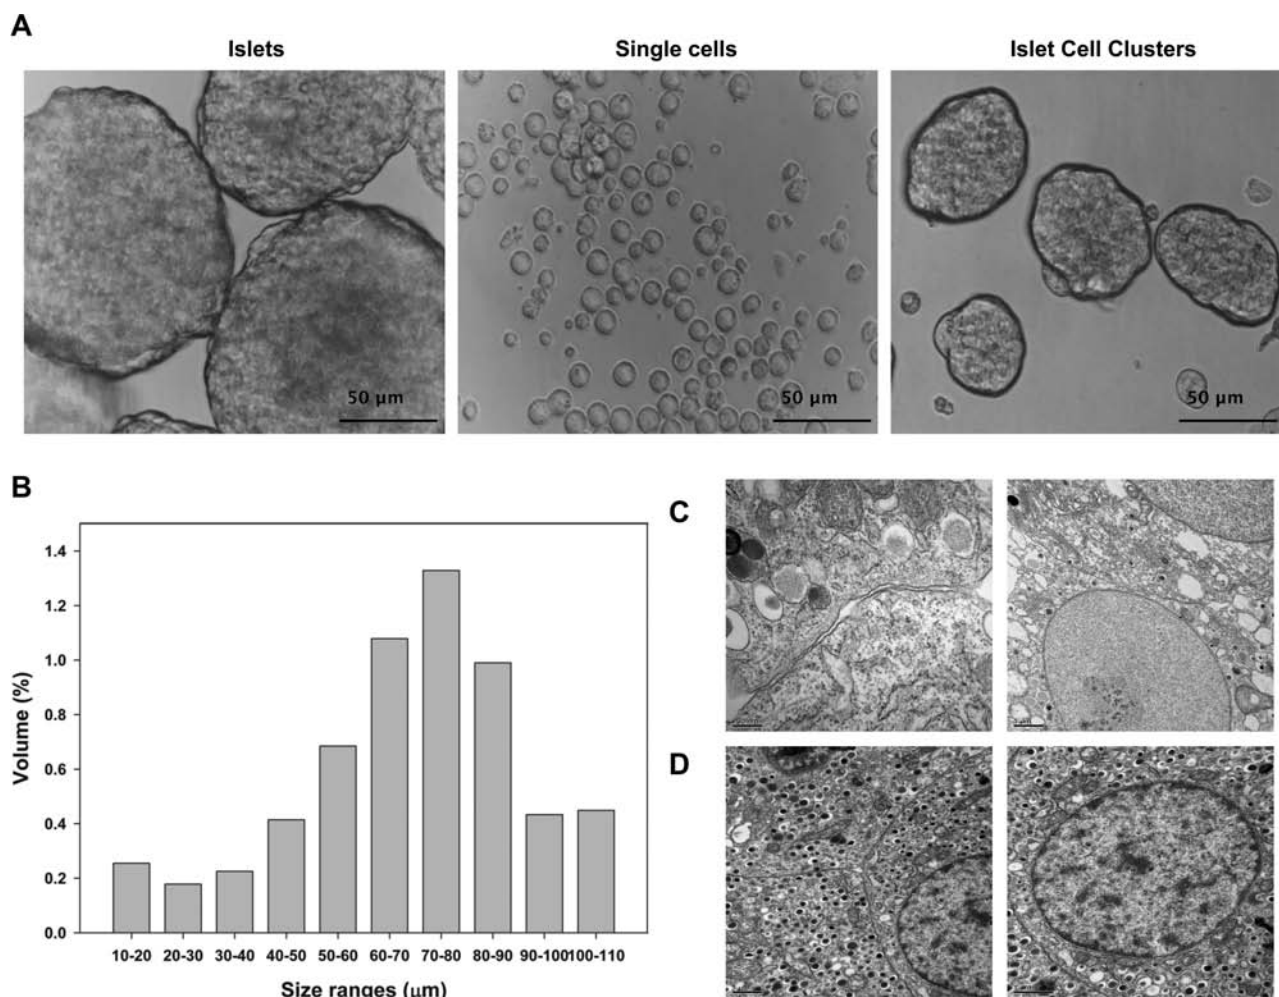 A
Islets
Single cells
Islet Cell Clusters
50 μm
50 μm
50 μm
B
Volume (%)
1.4
1.2
1.0
0.8
0.6
0.4
0.2
0.0
10-20 20-30 30-40 40-50 50-60 60-70 70-80 80-90 90-100 100-110
Size ranges (μm)
C
D